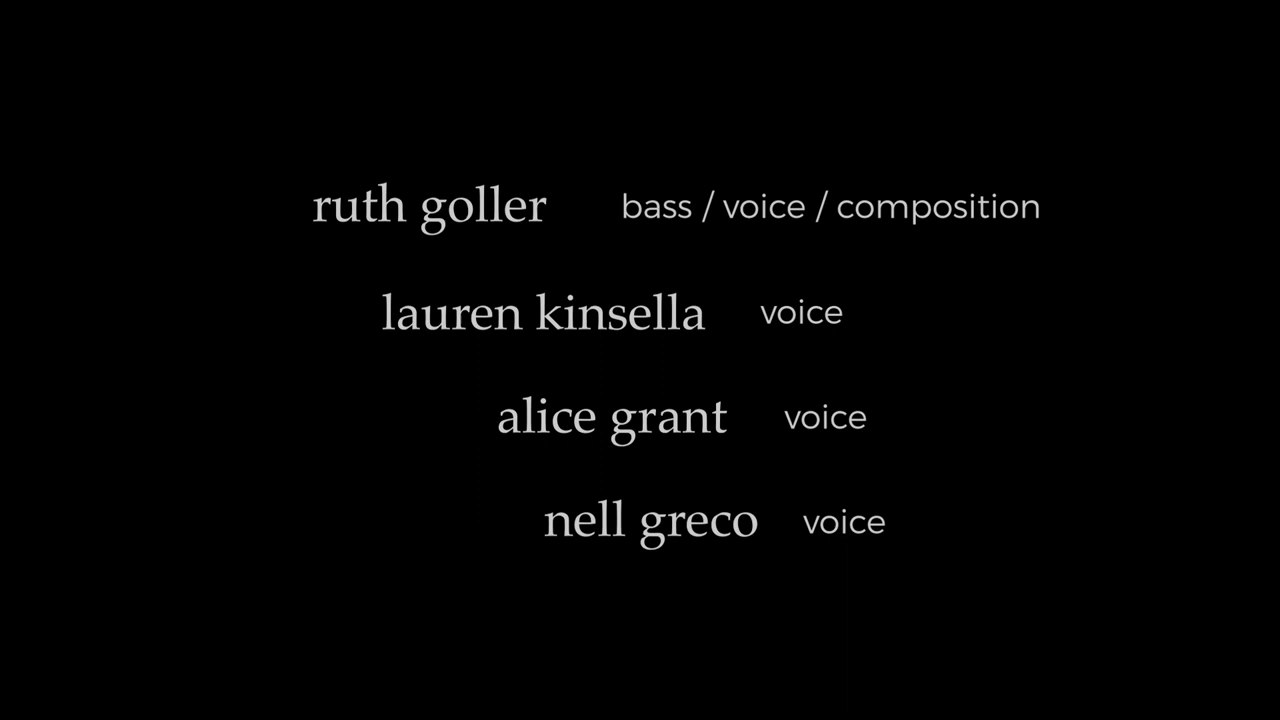 ruth goller bass / voice / composition
lauren kinsella voice
alice grant voice
nell greco voice